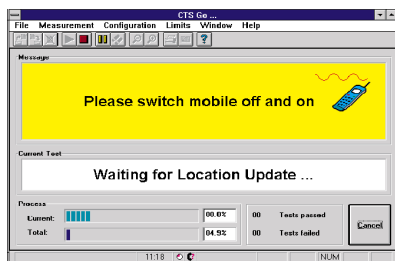 CTS Go ...
File Measurement Configuration Limits Window Help
Message
Please switch mobile off and on
Current Test
Waiting for Location Update ...
Process
Current: 00.0% 00 Tests passed
Total: 04.9% 00 Tests failed
Cancel
11:18 NUM